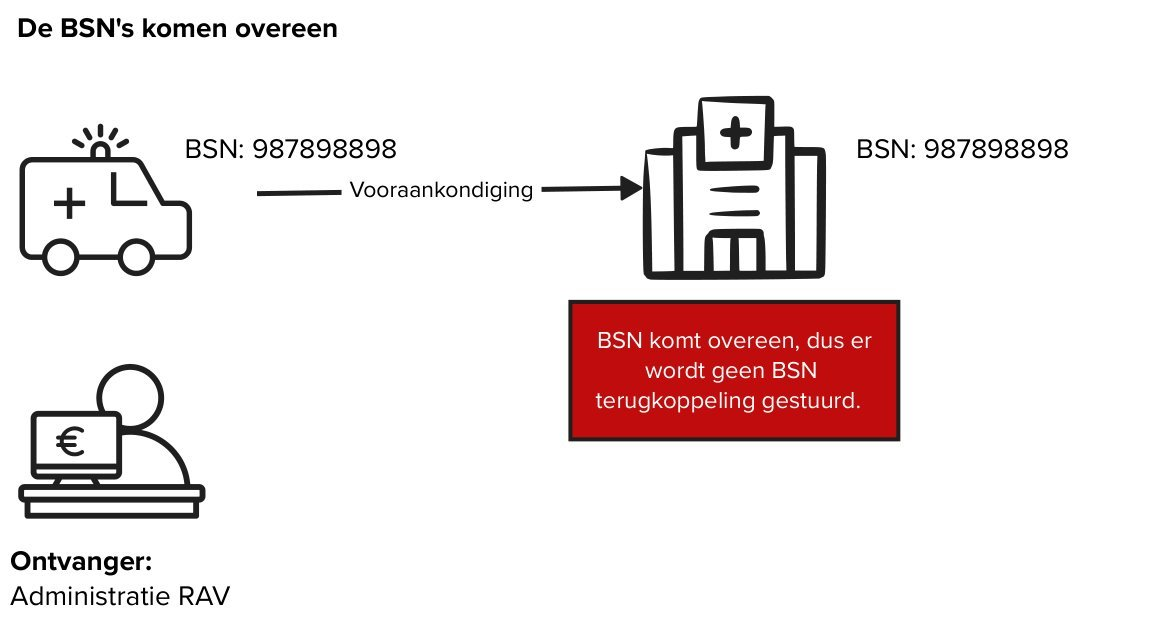 De BSN's komen overeen
BSN: 987898898
BSN: 987898898
Vooraankondiging
BSN komt overeen, dus er
wordt geen BSN
terugkoppeling gestuurd.
€
Ontvanger:
Administratie RAV